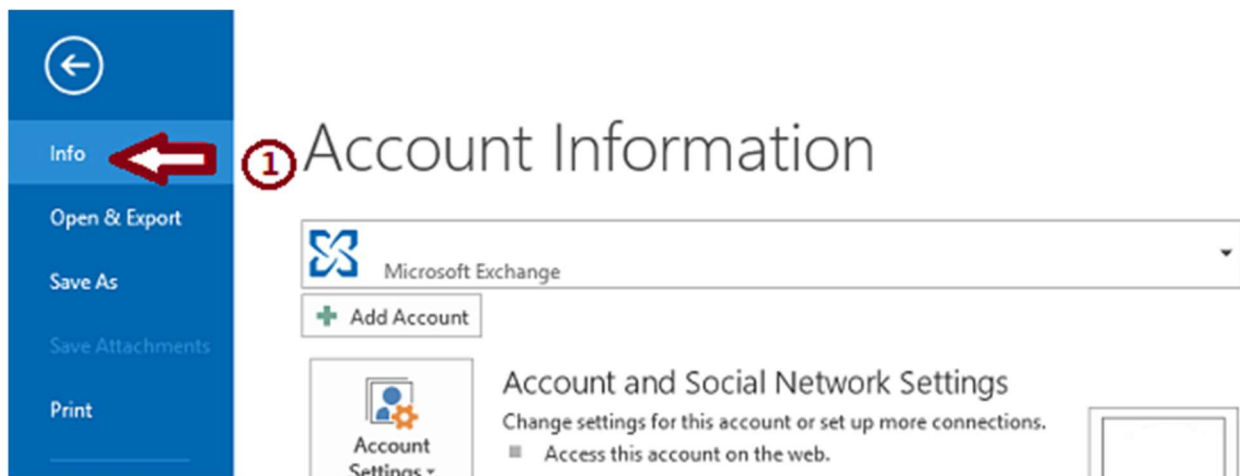 Info
1
Account Information
Open & Export
Microsoft Exchange
Save As
Add Account
Save Attachments
Account and Social Network Settings
Change settings for this account or set up more connections.
Print
Account
Access this account on the web.
Settings